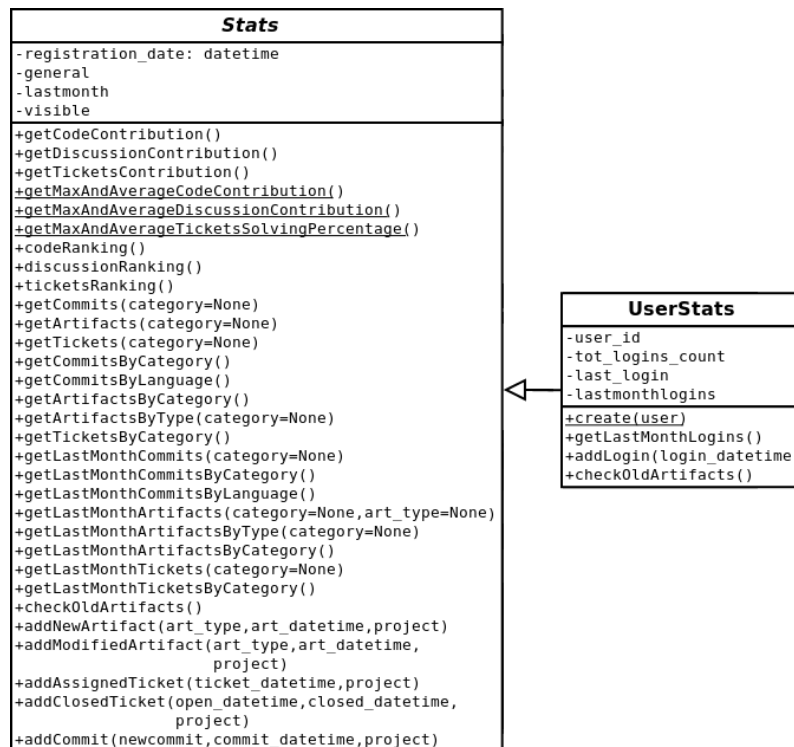 Stats
-registration_date: datetime
-general
-lastmonth
-visible
+getCodeContribution()
+getDiscussionContribution()
+getTicketsContribution()
+getMaxAndAverageCodeContribution()
+getMaxAndAverageDiscussionContribution()
+getMaxAndAverageTicketsSolvingPercentage()
+codeRanking()
+discussionRanking()
+ticketsRanking()
+getCommits(category=None)
+getArtifacts(category=None)
+getTickets(category=None)
+getCommitsByCategory()
+getCommitsByLanguage()
+getArtifactsByCategory()
+getArtifactsByType(category=None)
+getTicketsByCategory()
+getLastMonthCommits(category=None)
+getLastMonthCommitsByCategory()
+getLastMonthCommitsByLanguage()
+getLastMonthArtifacts(category=None,art_type=None)
+getLastMonthArtifactsByType(category=None)
+getLastMonthArtifactsByCategory()
+getLastMonthTickets(category=None)
+getLastMonthTicketsByCategory()
+checkOldArtifacts()
+addNewArtifact(art_type,art_datetime,project)
+addModifiedArtifact(art_type,art_datetime,
project)
+addAssignedTicket(ticket_datetime,project)
+addClosedTicket(open_datetime,closed_datetime,
project)
+addCommit(newcommit,commit_datetime,project)
UserStats
-user_id
-tot_logins_count
-last_login
-lastmonthlogins
+create(user)
+getLastMonthLogins()
+addLogin(login_datetime
+checkOldArtifacts()